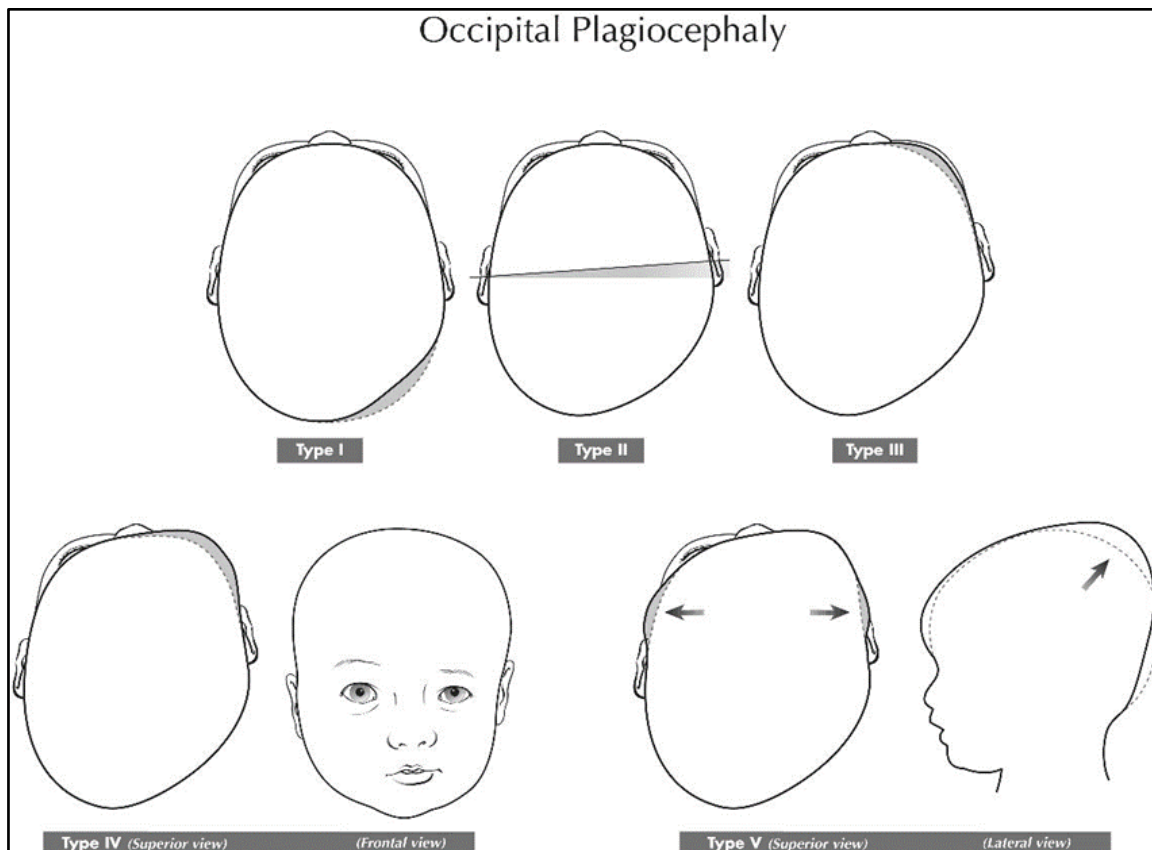 Occipital Plagiocephaly
Type I
Type II
Type III
Type IV (Superior view) (Frontal view)
Type V (Superior view) (Lateral view)